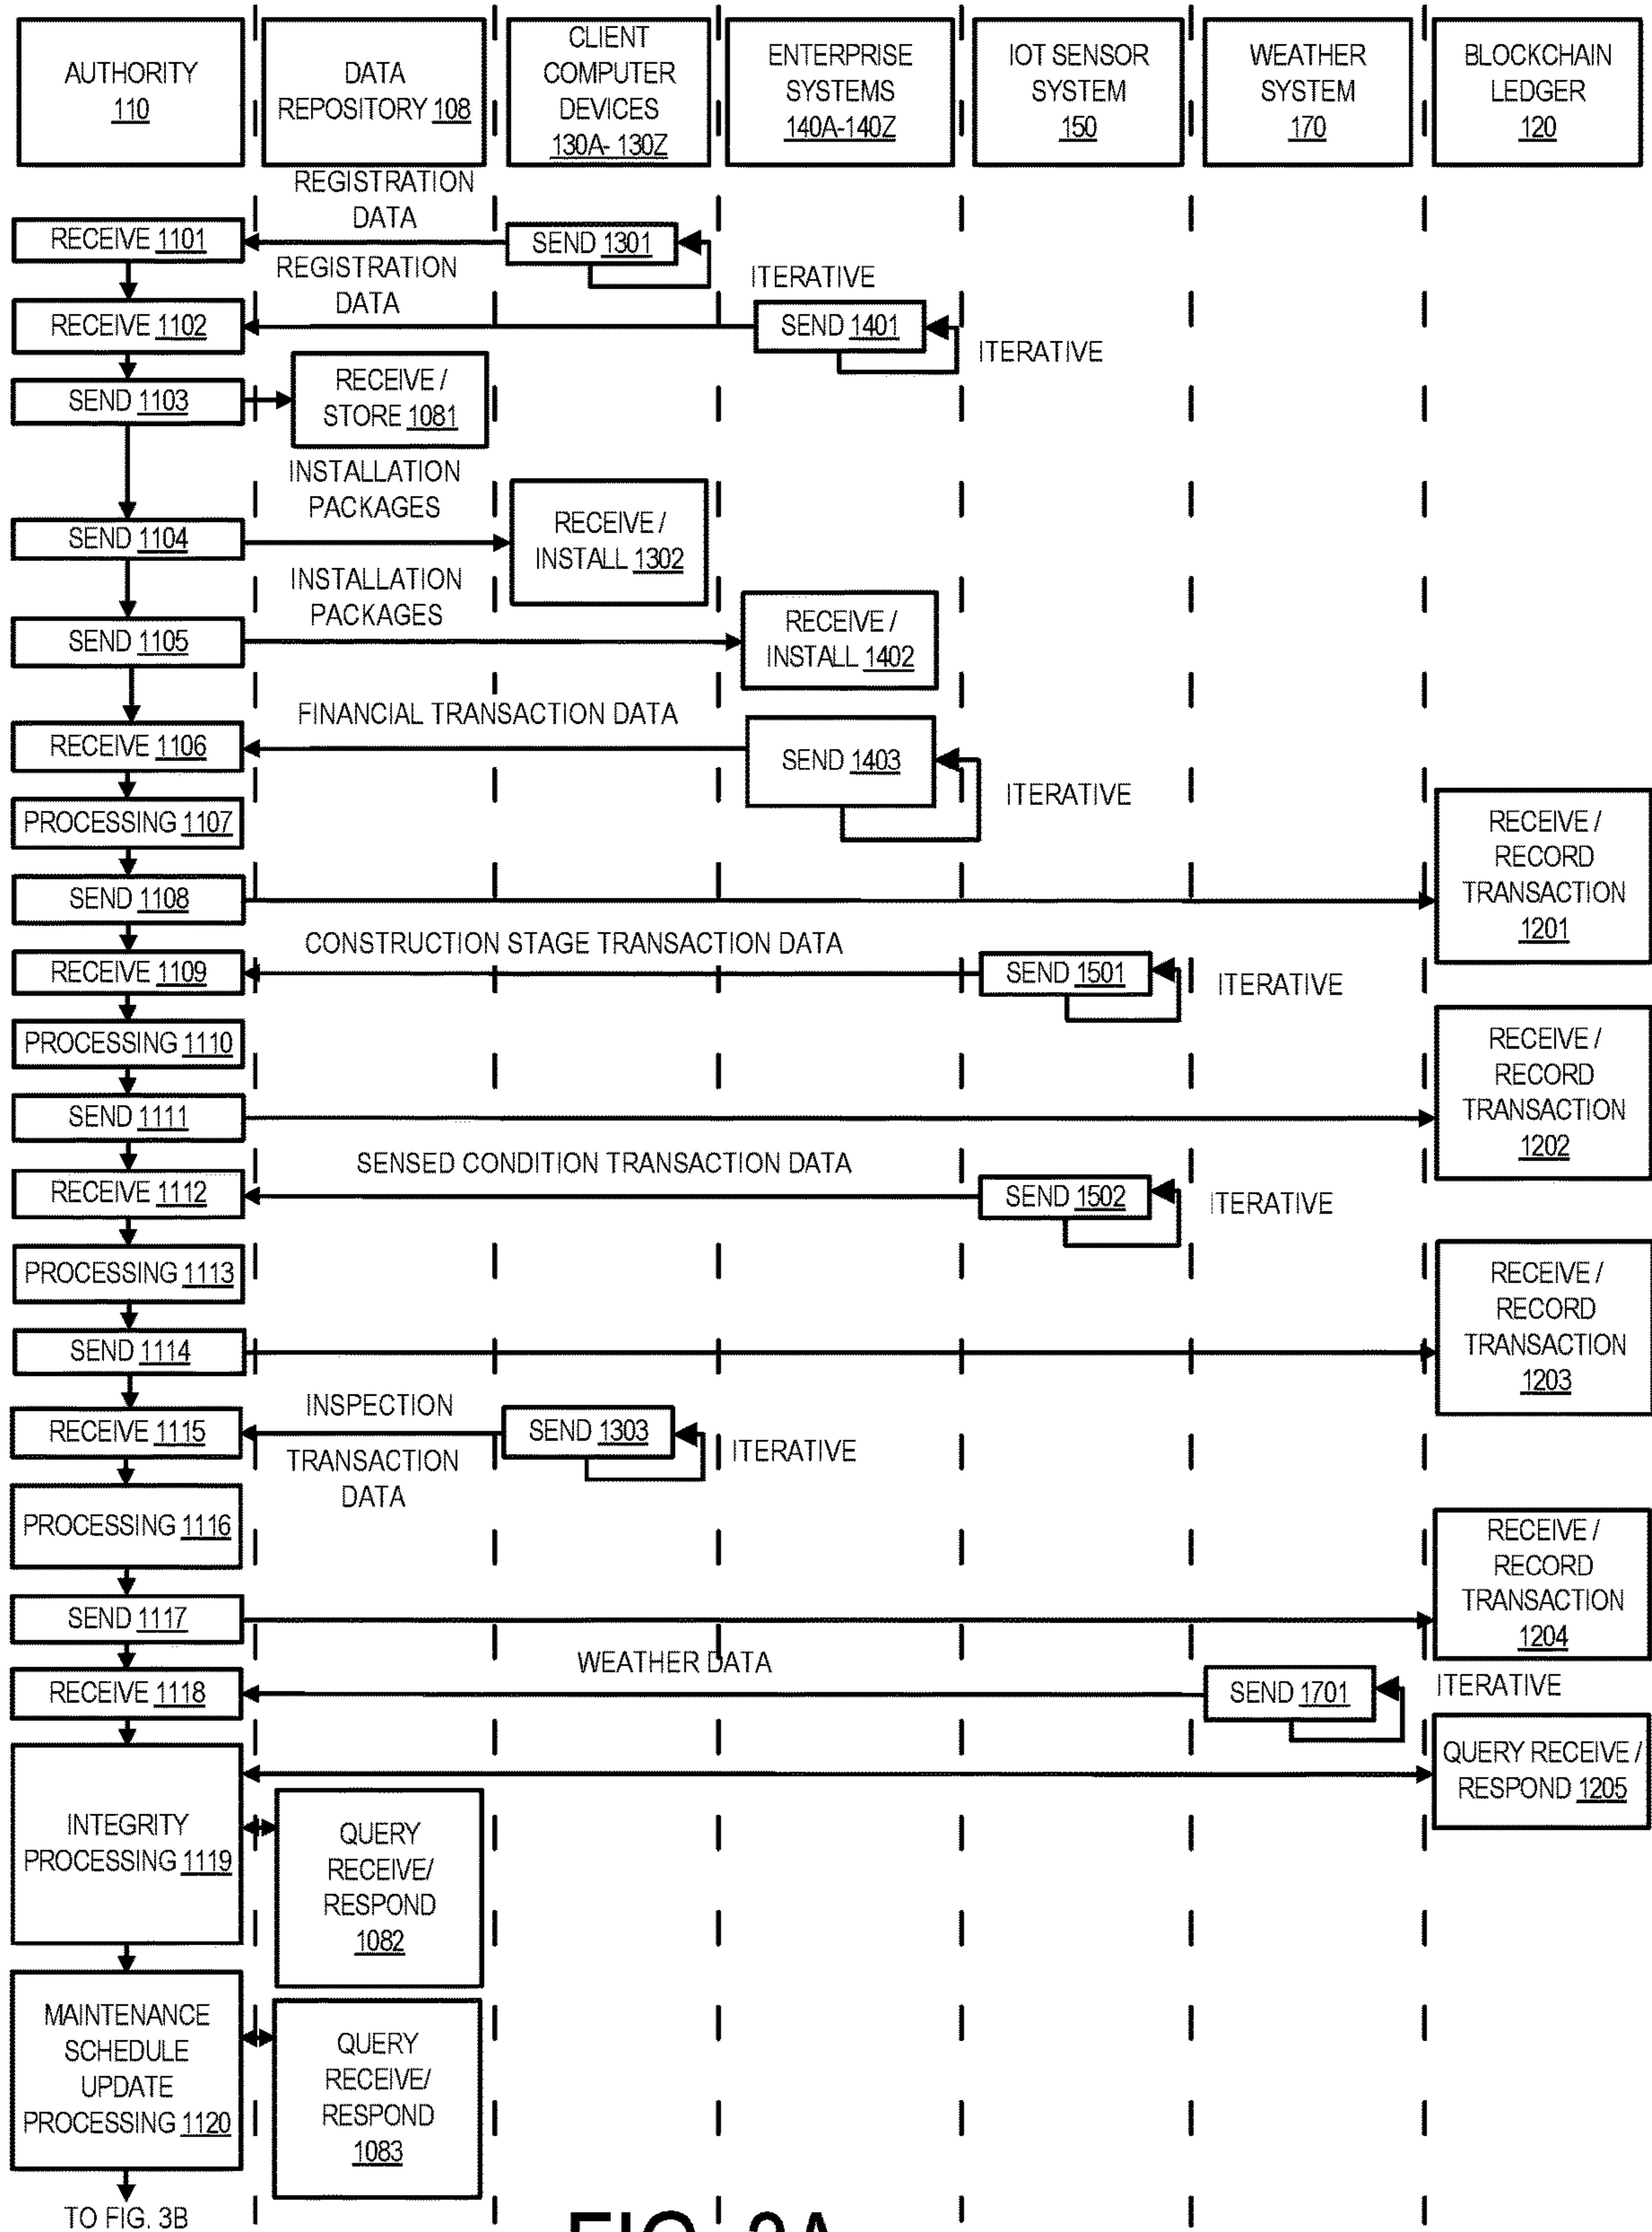 AUTHORITY
110
DATA
REPOSITORY 108
CLIENT
COMPUTER
DEVICES
130A- 130Z
ENTERPRISE
SYSTEMS
140A-140Z
IOT SENSOR
SYSTEM
150
WEATHER
SYSTEM
170
BLOCKCHAIN
LEDGER
120
REGISTRATION
DATA
RECEIVE 1101
SEND 1301
ITERATIVE
REGISTRATION
DATA
RECEIVE 1102
SEND 1401
ITERATIVE
SEND 1103
RECEIVE /
STORE 1081
INSTALLATION
PACKAGES
SEND 1104
RECEIVE /
INSTALL 1302
INSTALLATION
PACKAGES
SEND 1105
RECEIVE /
INSTALL 1402
FINANCIAL TRANSACTION DATA
RECEIVE 1106
SEND 1403
ITERATIVE
PROCESSING 1107
SEND 1108
RECEIVE /
RECORD
TRANSACTION
1201
CONSTRUCTION STAGE TRANSACTION DATA
RECEIVE 1109
SEND 1501
ITERATIVE
PROCESSING 1110
SEND 1111
RECEIVE /
RECORD
TRANSACTION
1202
SENSED CONDITION TRANSACTION DATA
RECEIVE 1112
SEND 1502
ITERATIVE
PROCESSING 1113
SEND 1114
RECEIVE /
RECORD
TRANSACTION
1203
INSPECTION
TRANSACTION
DATA
RECEIVE 1115
SEND 1303
ITERATIVE
PROCESSING 1116
SEND 1117
RECEIVE /
RECORD
TRANSACTION
1204
WEATHER DATA
RECEIVE 1118
SEND 1701
ITERATIVE
INTEGRITY
PROCESSING 1119
QUERY RECEIVE /
RESPOND 1205
QUERY
RECEIVE/
RESPOND
1082
MAINTENANCE
SCHEDULE
UPDATE
PROCESSING 1120
QUERY
RECEIVE/
RESPOND
1083
TO FIG. 3B
FIG. 3A